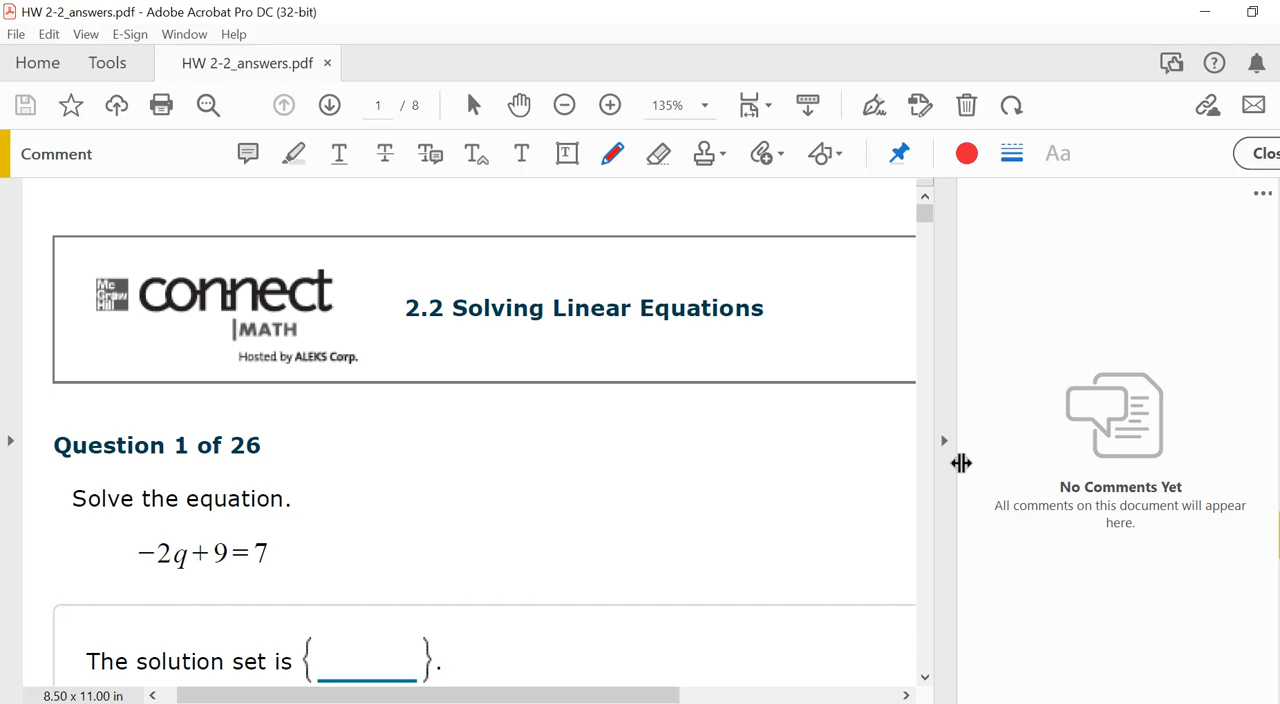 HW 2-2_answers.pdf - Adobe Acrobat Pro DC (32-bit)
File Edit View E-Sign Window Help
Home Tools HW 2-2_answers.pdf ×
1 / 8 135%
Comment
Clos
Mc Graw Hill connect
|MATH
Hosted by ALEKS Corp.
2.2 Solving Linear Equations
Question 1 of 26
Solve the equation.
−2q+9=7
The solution set is {______}.
No Comments Yet
All comments on this document will appear
here.
8.50 x 11.00 in